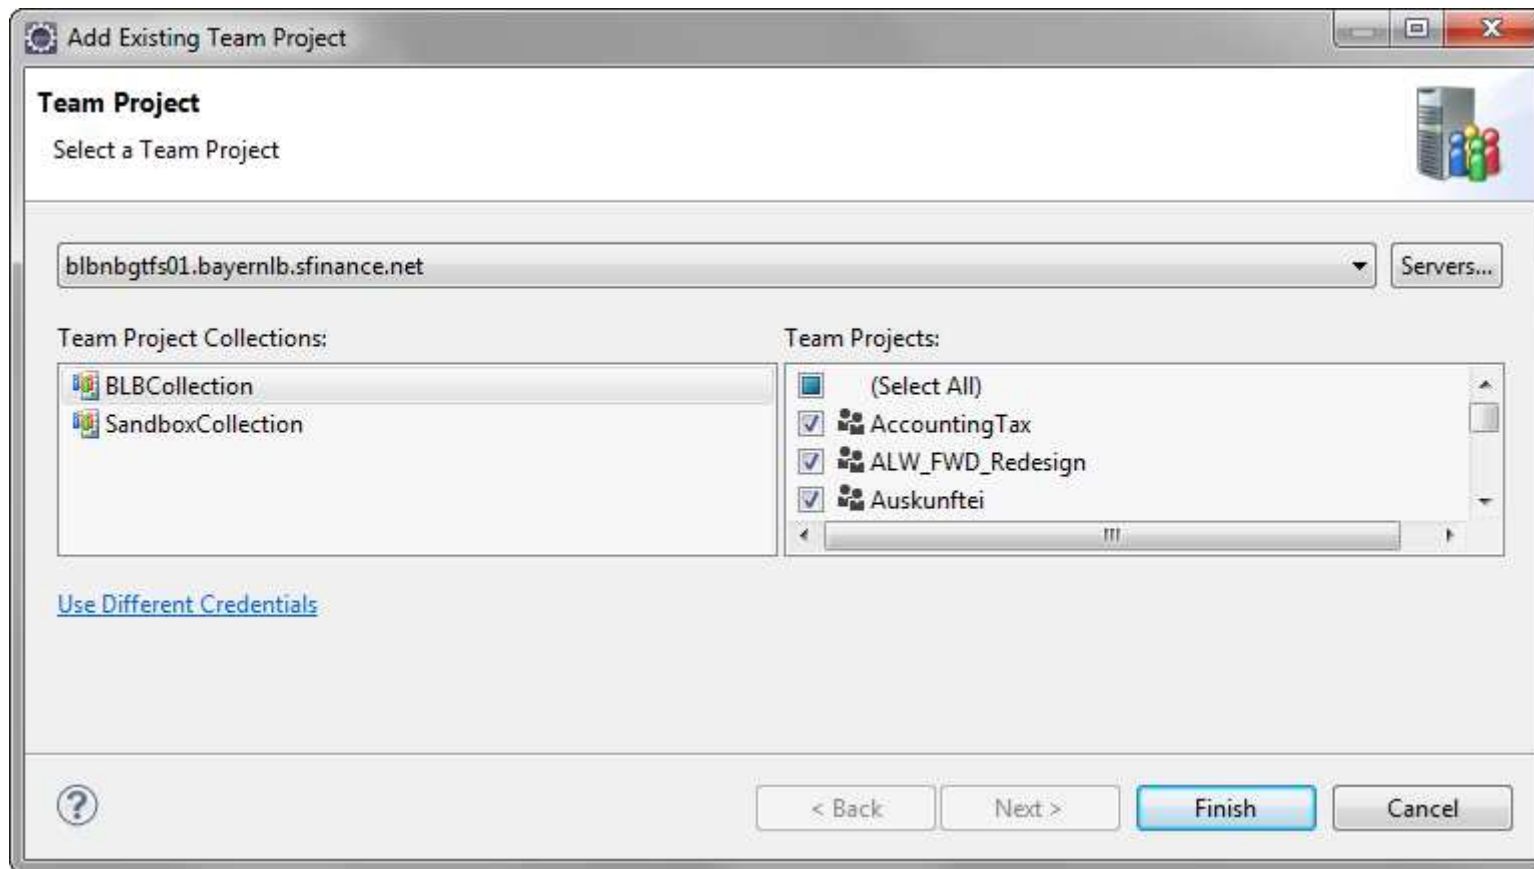 Add Existing Team Project
Team Project
Select a Team Project
blbnbgtfs01.bayernlb.sfinance.net
Servers...
Team Project Collections:
BLBCollection
SandboxCollection
Team Projects:
(Select All)
AccountingTax
ALW_FWD_Redesign
Auskunftei
Use Different Credentials
?
< Back
Next >
Finish
Cancel